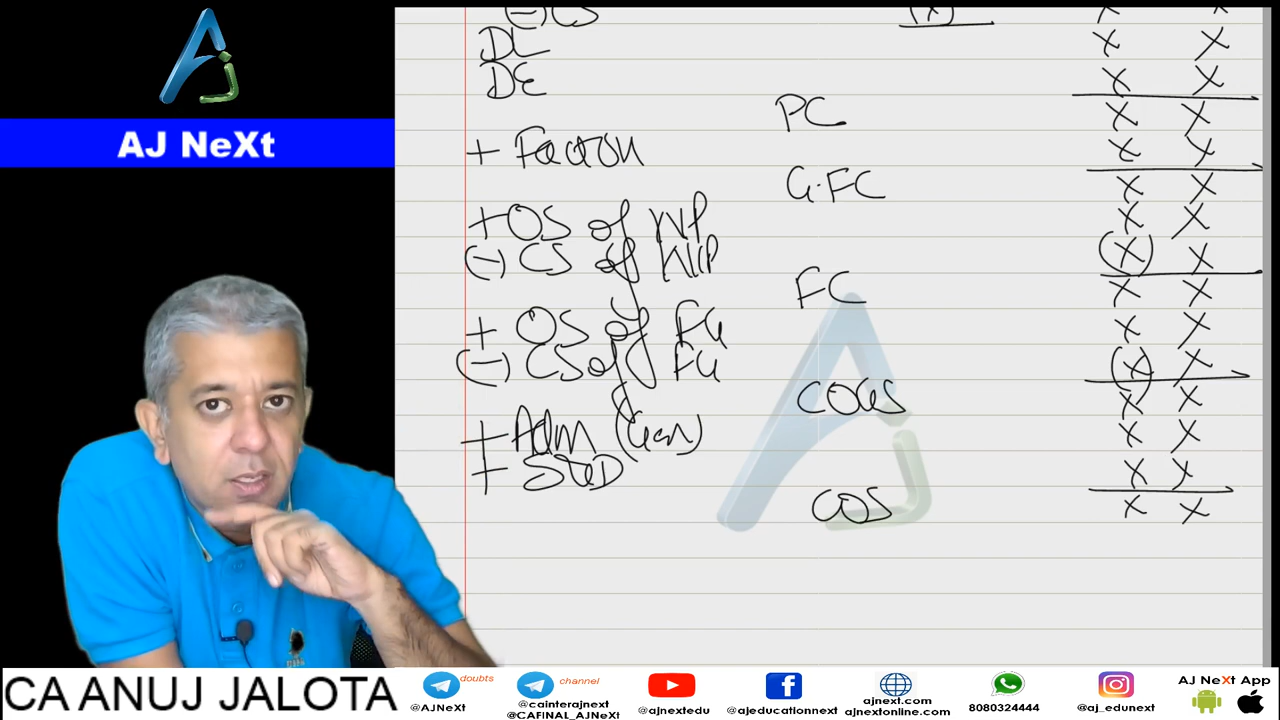 (-) CS (x) x x
DL x x
DE x x
PC x x
+ Factory x x
G.FC x x
+ OS of WIP x x
(-) CS of WIP (x) x
FC x x
+ OS of FG x x
(-) CS of FG (x) x
COGS x x
+ Adm (Gen) x x
+ S&D x x
COS x x
AJ NeXt
CA ANUJ JALOTA
doubts
@AJNeXt
channel
@cainterajnext
@CAFINAL_AJNeXt
@ajnextedu
@ajeducationnext
ajnext.com
ajnextonline.com
8080324444
@aj_edunext
AJ NeXt App